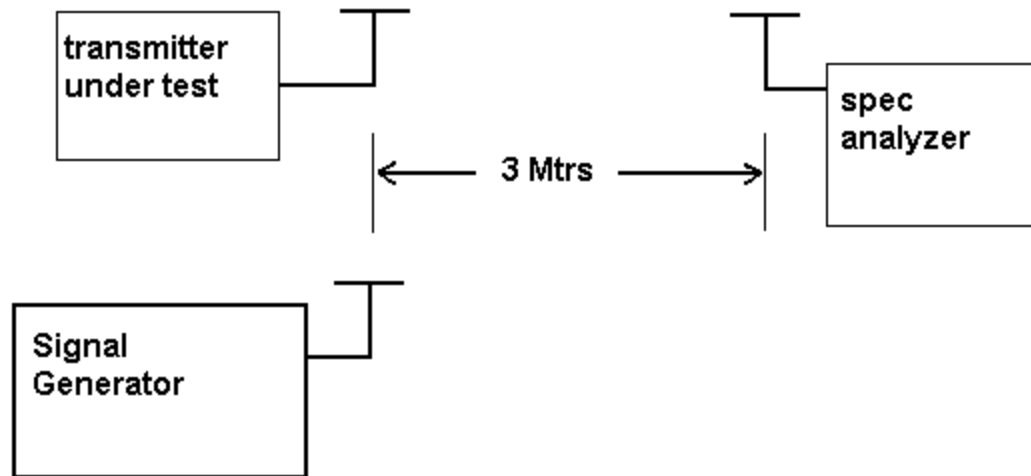 transmitter
under test
spec
analyzer
3 Mtrs
Signal
Generator